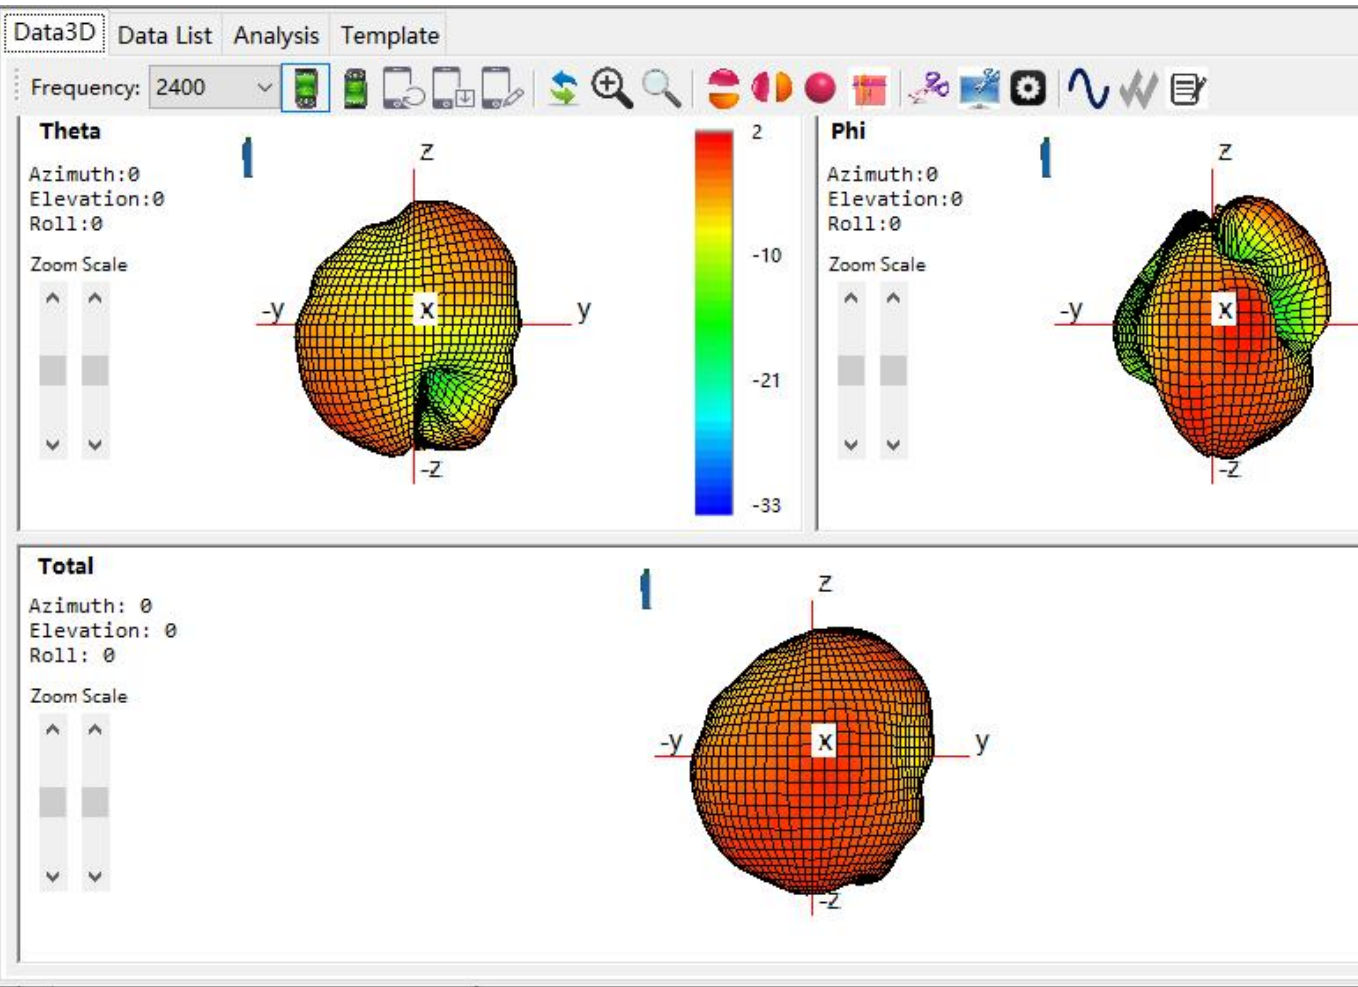 Data3D Data List Analysis Template
Frequency: 2400
Theta
Azimuth:0
Elevation:0
Roll:0
Zoom Scale
z
-y
x
y
-z
2
-10
-21
-33
Phi
Azimuth:0
Elevation:0
Roll:0
Zoom Scale
z
-y
x
-z
Total
Azimuth: 0
Elevation: 0
Roll: 0
Zoom Scale
z
-y
x
y
-z